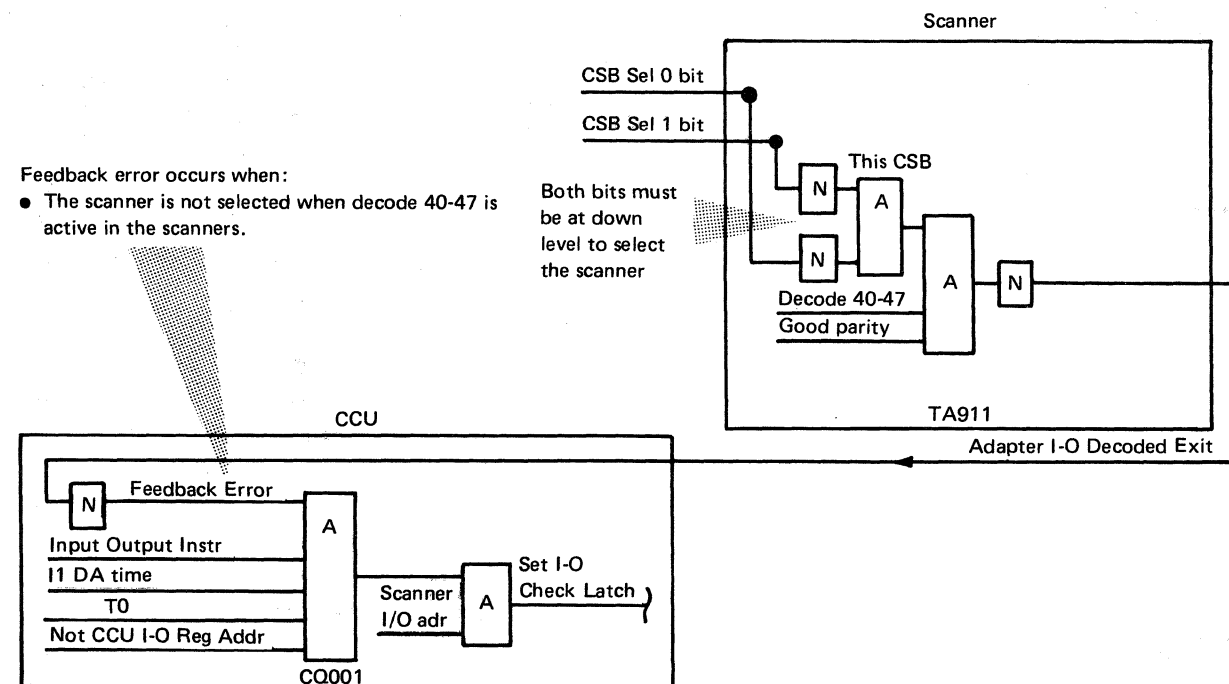 Scanner
CSB Sel 0 bit
CSB Sel 1 bit
This CSB
N
A
Feedback error occurs when:
● The scanner is not selected when decode 40-47 is
active in the scanners.
Both bits must
be at down
level to select
the scanner
N
A
N
Decode 40-47
Good parity
TA911
CCU
Adapter I-O Decoded Exit
N
Feedback Error
A
Input Output Instr
I1 DA time
T0
Not CCU I-O Reg Addr
CQ001
Scanner
I/O adr
A
Set I-O
Check Latch